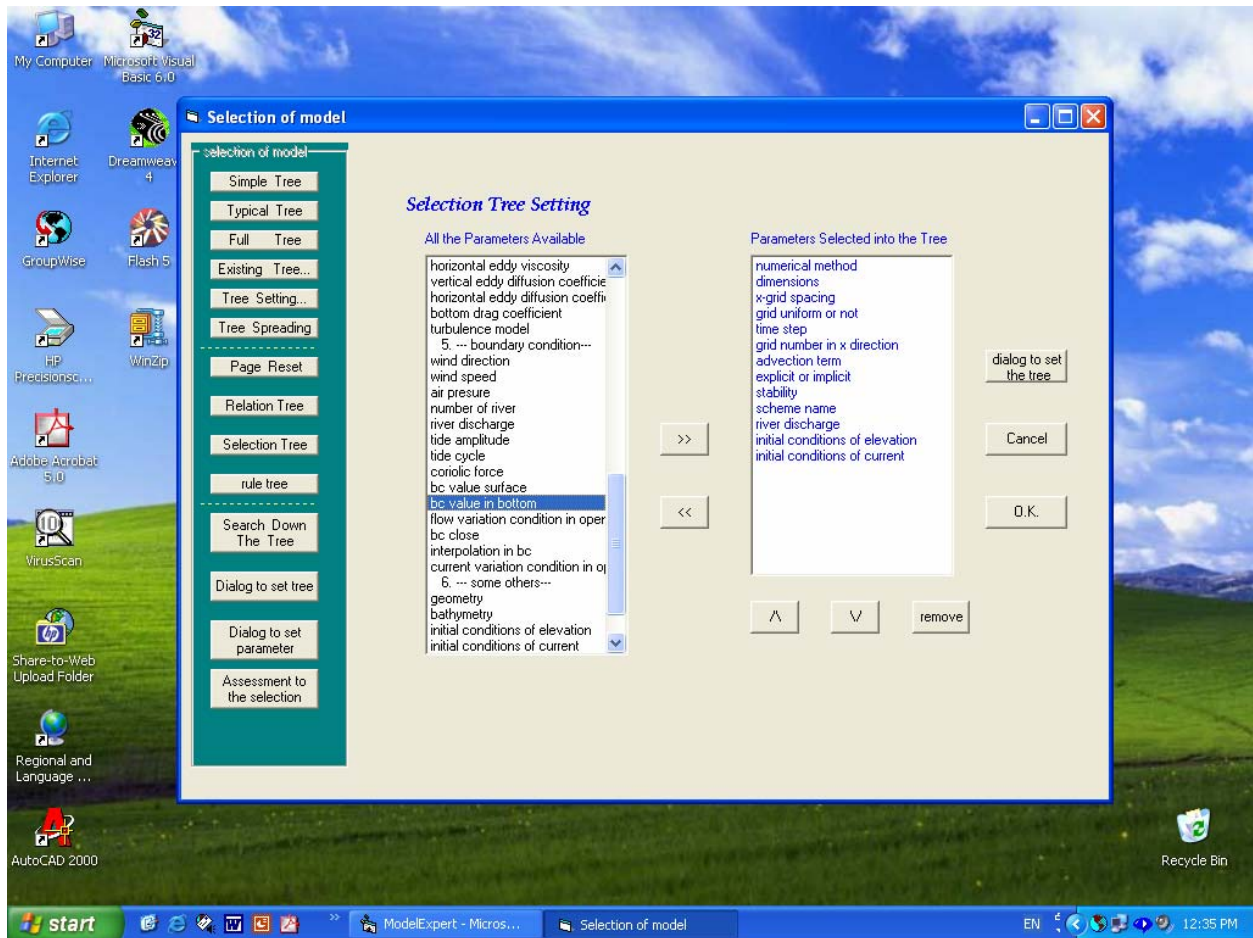 My Computer
Microsoft Visual
Basic 6.0
Internet
Explorer
Dreamweav
4
GroupWise
Flash 5
HP
Precisionsc...
WinZip
Adobe Acrobat
5.0
VirusScan
Share-to-Web
Upload Folder
Regional and
Language ...
AutoCAD 2000
Recycle Bin
Selection of model
selection of model
Simple Tree
Typical Tree
Full Tree
Existing Tree...
Tree Setting...
Tree Spreading
Page Reset
Relation Tree
Selection Tree
rule tree
Search Down
The Tree
Dialog to set tree
Dialog to set
parameter
Assessment to
the selection
Selection Tree Setting
All the Parameters Available
horizontal eddy viscosity
vertical eddy diffusion coefficie
horizontal eddy diffusion coeffi
bottom drag coefficient
turbulence model
5. --- boundary condition---
wind direction
wind speed
air presure
number of river
river discharge
tide amplitude
tide cycle
coriolic force
bc value surface
bc value in bottom
flow variation condition in oper
bc close
interpolation in bc
current variation condition in op
6. --- some others---
geometry
bathymetry
initial conditions of elevation
initial conditions of current
>>
<<
Parameters Selected into the Tree
numerical method
dimensions
x-grid spacing
grid uniform or not
time step
grid number in x direction
advection term
explicit or implicit
stability
scheme name
river discharge
initial conditions of elevation
initial conditions of current
/\
\/
remove
dialog to set
the tree
Cancel
O.K.
start
ModelExpert - Micros...
Selection of model
EN
12:35 PM